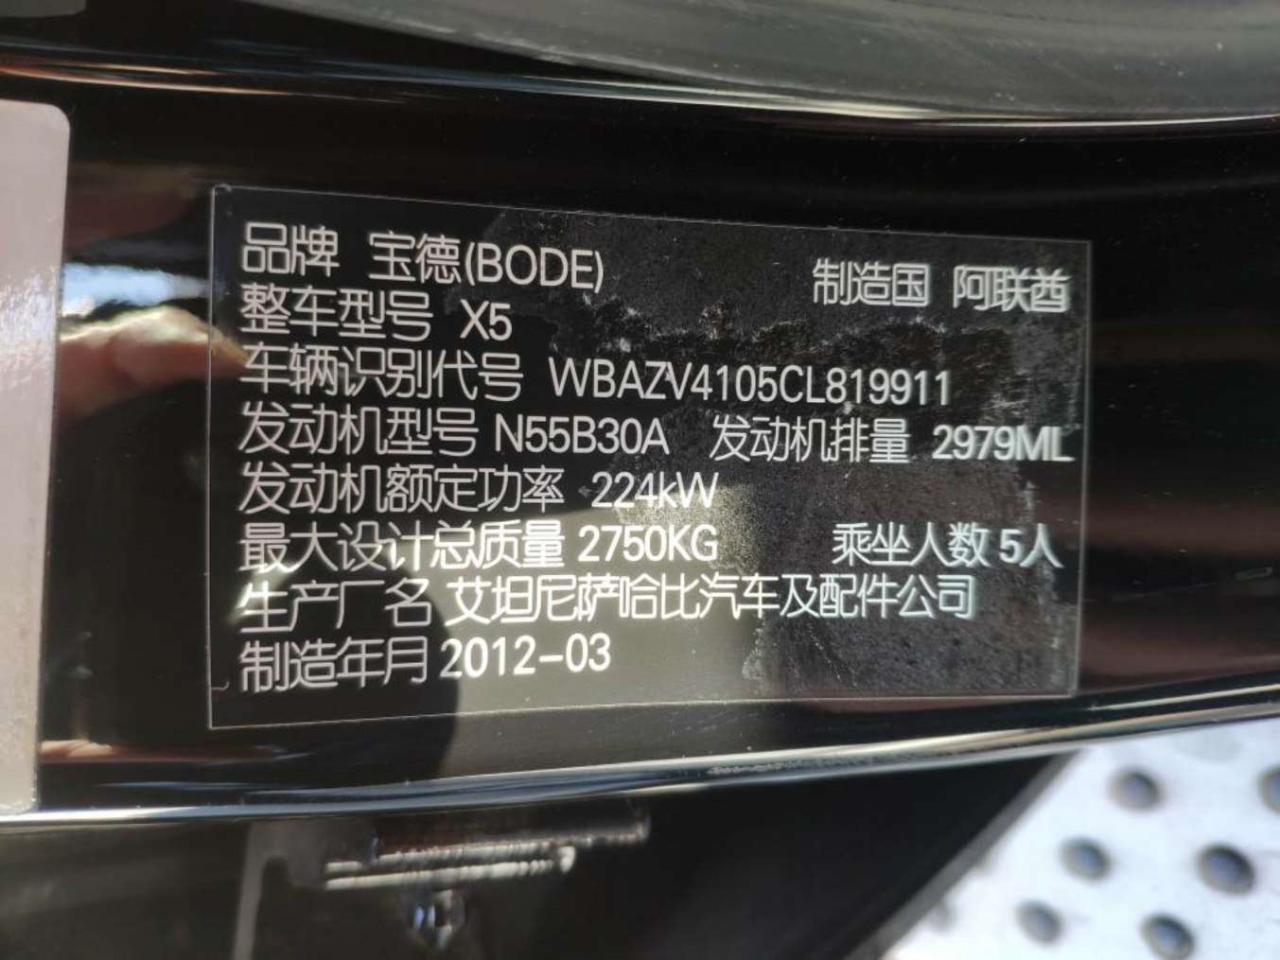 品牌 宝德(BODE) 制造国 阿联酋
整车型号 X5
车辆识别代号 WBAZV4105CL819911
发动机型号 N55B30A 发动机排量 2979ML
发动机额定功率 224kW
最大设计总质量 2750KG 乘坐人数 5人
生产厂名 艾坦尼萨哈比汽车及配件公司
制造年月 2012-03